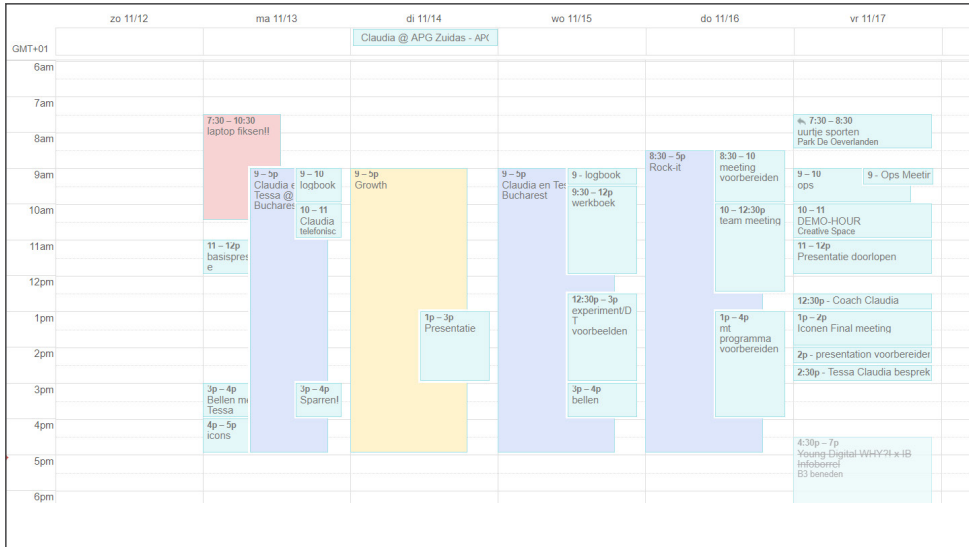 zo 11/12
ma 11/13
di 11/14
wo 11/15
do 11/16
vr 11/17
GMT+01
Claudia @ APG Zuidas - APG
6am
7am
8am
9am
10am
11am
12pm
1pm
2pm
3pm
4pm
5pm
6pm
7:30 – 10:30
laptop fiksen!!
9 – 5p
Claudia e
Tessa @
Bucharest
9 – 10
logbook
10 – 11
Claudia
telefonisc
11 – 12p
basispres
e
3p – 4p
Bellen me
Tessa
3p – 4p
Sparren!
4p – 5p
icons
9 – 5p
Growth
1p – 3p
Presentatie
9 – 5p
Claudia en Tes
Bucharest
9 - logbook
9:30 – 12p
werkboek
12:30p – 3p
experiment/D
T
voorbeelden
3p – 4p
bellen
8:30 – 5p
Rock-it
8:30 – 10
meeting
voorbereiden
10 – 12:30p
team meeting
1p – 4p
mt
programma
voorbereiden
7:30 – 8:30
uurtje sporten
Park De Oeverlanden
9 – 10
ops
9 - Ops Meetin
10 – 11
DEMO-HOUR
Creative Space
11 – 12p
Presentatie doorlopen
12:30p - Coach Claudia
1p – 2p
Iconen Final meeting
2p - presentation voorbereiden
2:30p - Tessa Claudia besprek
4:30p – 7p
Young Digital WHY?! x IB
Infoborrel
B3 beneden